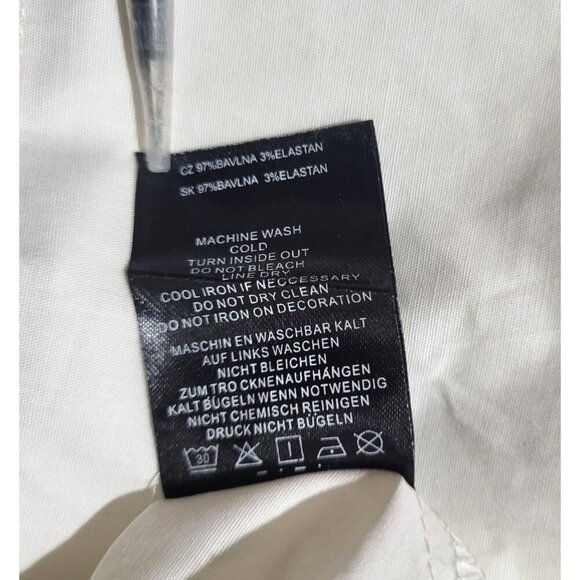 CZ 97%BAVLNA 3%ELASTAN
SK 97%BAVLNA 3%ELASTAN
MACHINE WASH
COLD
TURN INSIDE OUT
DO NOT BLEACH
LINE DRY
COOL IRON IF NECCESSARY
DO NOT DRY CLEAN
DO NOT IRON ON DECORATION
MASCHIN EN WASCHBAR KALT
AUF LINKS WASCHEN
NICHT BLEICHEN
ZUM TRO CKNENAUFHÄNGEN
KALT BÜGELN WENN NOTWENDIG
NICHT CHEMISCH REINIGEN
DRUCK NICHT BÜGELN
30